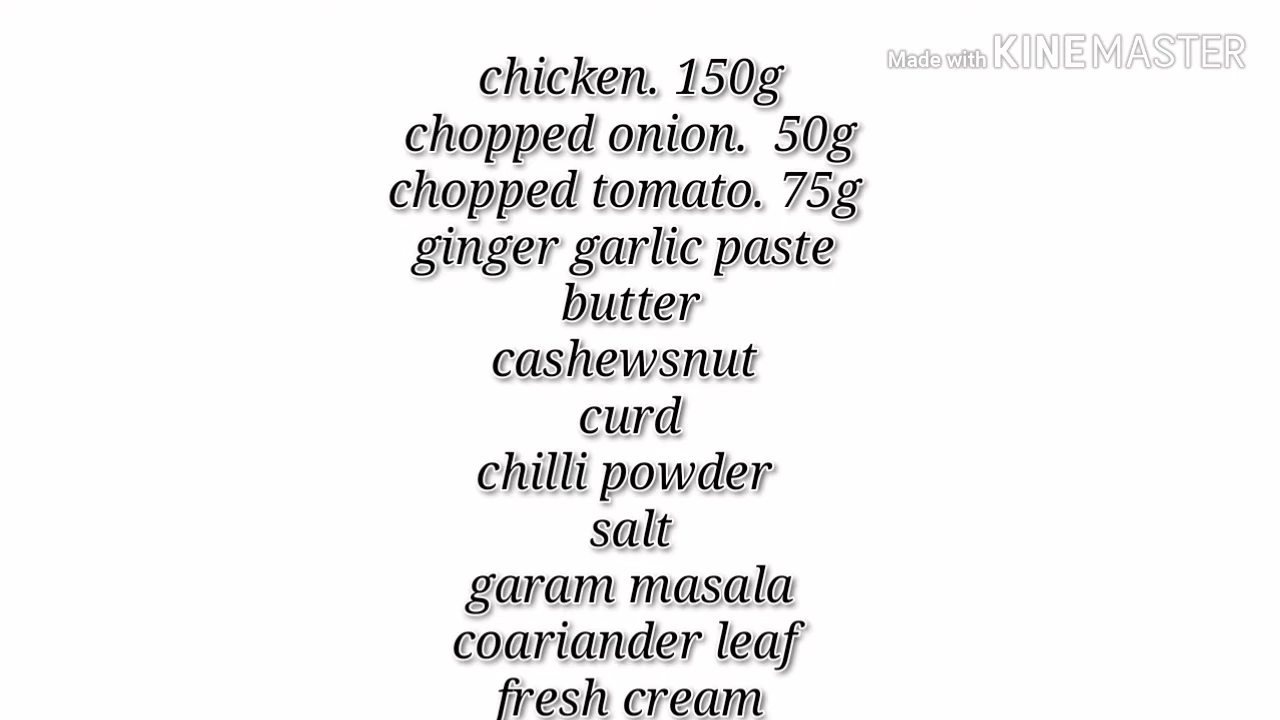 Made with KINEMASTER
chicken. 150g
chopped onion.  50g
chopped tomato. 75g
ginger garlic paste
butter
cashewsnut
curd
chilli powder
salt
garam masala
coariander leaf
fresh cream